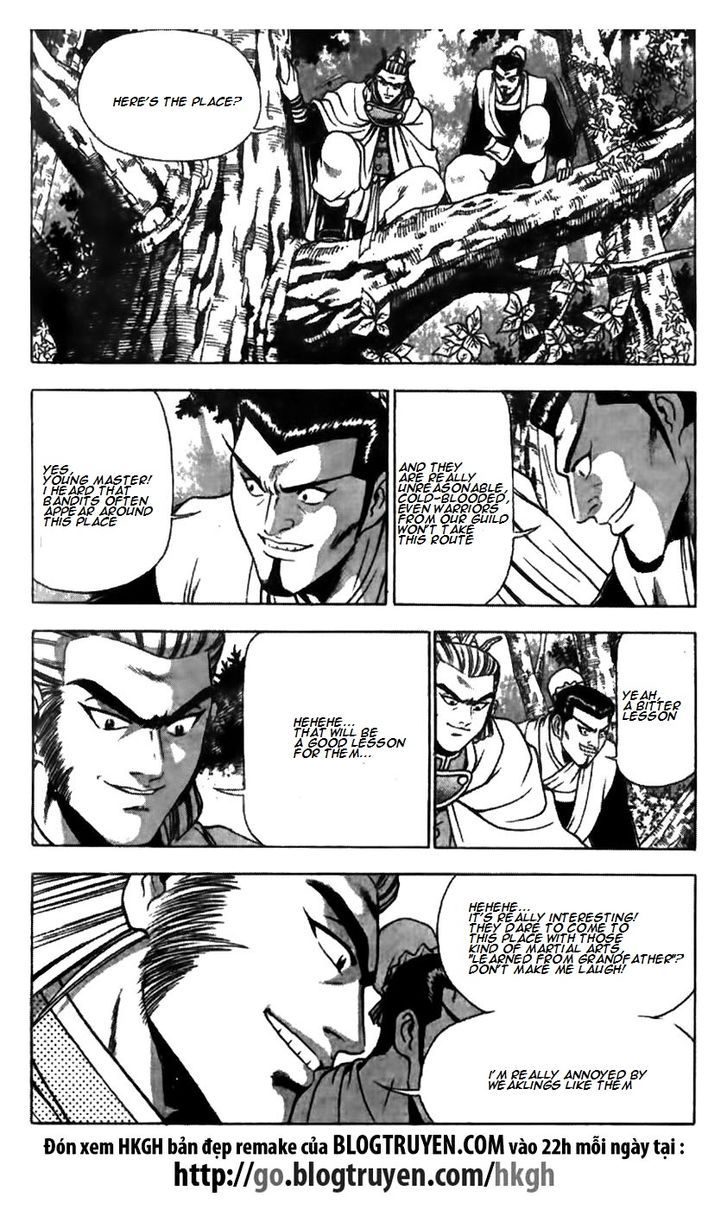 HERE'S THE PLACE?
YES,
YOUNG MASTER!
I HEARD THAT
BANDITS OFTEN
APPEAR AROUND
THIS PLACE
AND THEY
ARE REALLY
UNREASONABLE,
COLD-BLOODED,
EVEN WARRIORS
FROM OUR GUILD
WON'T TAKE
THIS ROUTE
HEHEHE...
THAT WILL BE
A GOOD LESSON
FOR THEM...
YEAH,
A BITTER
LESSON
HEHEHE...
IT'S REALLY INTERESTING!
THEY DARE TO COME TO
THIS PLACE WITH THOSE
KIND OF MARTIAL ARTS,
"LEARNED FROM GRANDFATHER"?
DON'T MAKE ME LAUGH!
I'M REALLY ANNOYED BY
WEAKLINGS LIKE THEM
Đón xem HKGH bản đẹp remake của BLOGTRUYEN.COM vào 22h mỗi ngày tại :
http://go.blogtruyen.com/hkgh